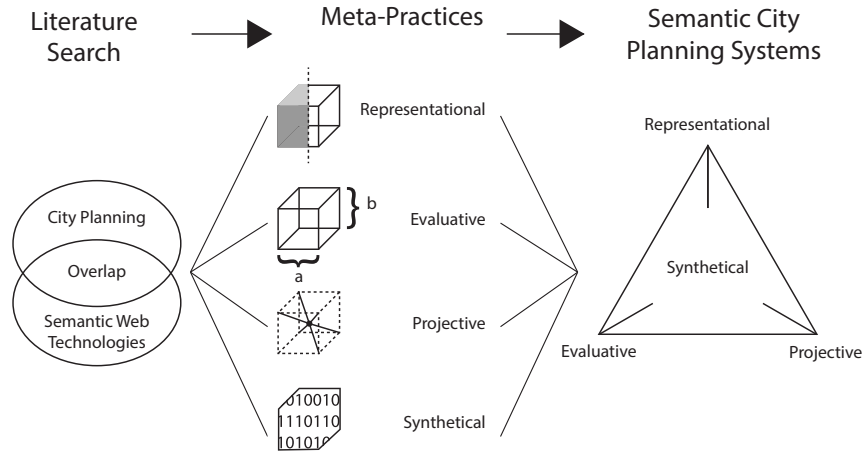 Literature
Search
Meta-Practices
Semantic City
Planning Systems
City Planning
Overlap
Semantic Web
Technologies
Representational
b
Evaluative
a
Projective
010010
1110110
101010
Synthetical
Representational
Synthetical
Evaluative
Projective